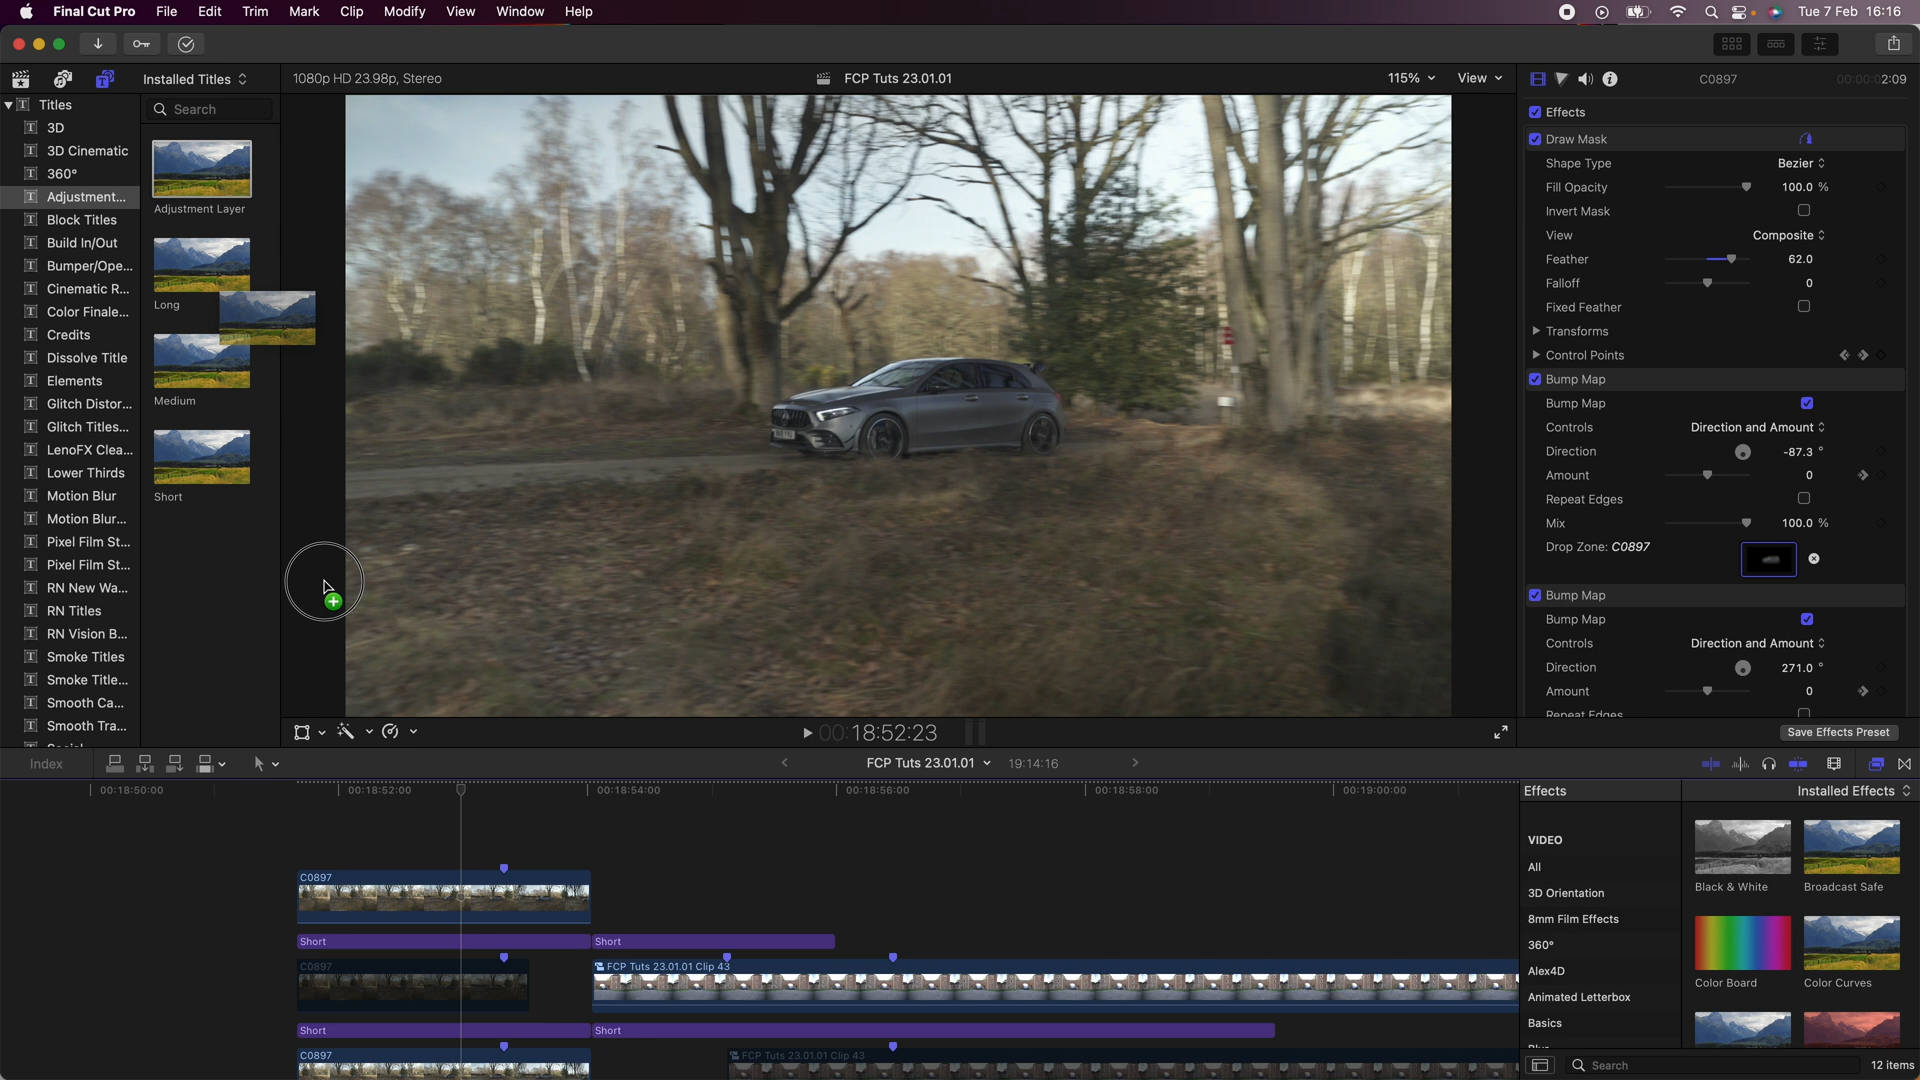 Final Cut Pro File Edit Trim Mark Clip Modify View Window Help Tue 7 Feb 16:16
Installed Titles 1080p HD 23.98p, Stereo FCP Tuts 23.01.01 115% View C0897 00:00:02:09
Titles
3D
3D Cinematic
360°
Adjustment...
Block Titles
Build In/Out
Bumper/Ope...
Cinematic R...
Color Finale...
Credits
Dissolve Title
Elements
Glitch Distor...
Glitch Titles...
LenoFX Clea...
Lower Thirds
Motion Blur
Motion Blur...
Pixel Film St...
Pixel Film St...
RN New Wa...
RN Titles
RN Vision B...
Smoke Titles
Smoke Title...
Smooth Ca...
Smooth Tra...
Search
Adjustment Layer
Long
Medium
Short
Effects
Draw Mask
Shape Type Bezier
Fill Opacity 100.0 %
Invert Mask
View Composite
Feather 62.0
Falloff 0
Fixed Feather
Transforms
Control Points
Bump Map
Bump Map
Controls Direction and Amount
Direction -87.3 °
Amount 0
Repeat Edges
Mix 100.0 %
Drop Zone: C0897
Bump Map
Bump Map
Controls Direction and Amount
Direction 271.0 °
Amount 0
Repeat Edges
00:18:52:23
Save Effects Preset
Index FCP Tuts 23.01.01 19:14:16
00:18:50:00 00:18:52:00 00:18:54:00 00:18:56:00 00:18:58:00 00:19:00:00
C0897
Short Short
C0897 FCP Tuts 23.01.01 Clip 43
Short Short
C0897 FCP Tuts 23.01.01 Clip 43
Effects Installed Effects
VIDEO
All
3D Orientation
8mm Film Effects
360°
Alex4D
Animated Letterbox
Basics
Black & White Broadcast Safe
Color Board Color Curves
Search 12 items